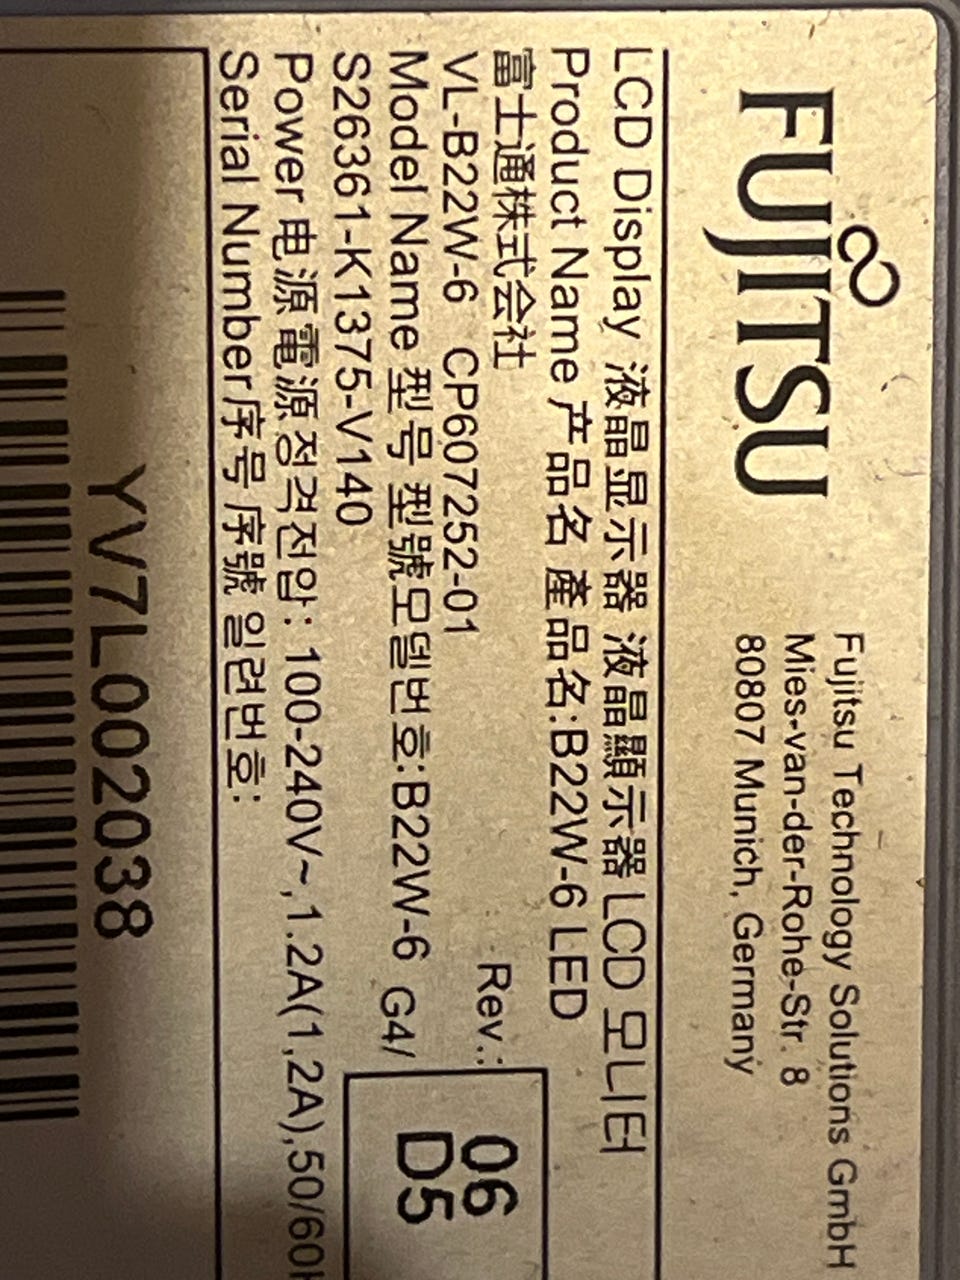 FUJITSU
Fujitsu Technology Solutions GmbH
Mies-van-der-Rohe-Str. 8
80807 Munich, Germany
LCD Display 液晶显示器 液晶顯示器 LCD 모니터
Product Name 产品名 產品名:B22W-6 LED
富士通株式会社
VL-B22W-6 CP607252-01 Rev.:
Model Name 型号 型號모델번호:B22W-6 G4/
S26361-K1375-V140
06
D5
Power 电源電源정격전압: 100-240V~,1.2A(1,2A),50/60H
Serial Number序号 序號 일련번호:
YV7L002038